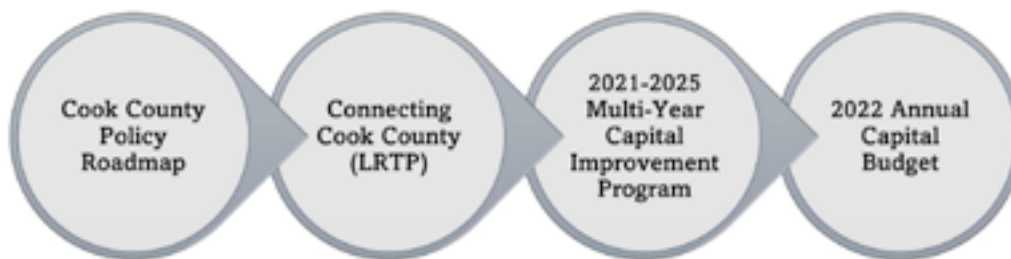 Cook County
Policy
Roadmap
Connecting
Cook County
(LRTP)
2021-2025
Multi-Year
Capital
Improvement
Program
2022 Annual
Capital
Budget